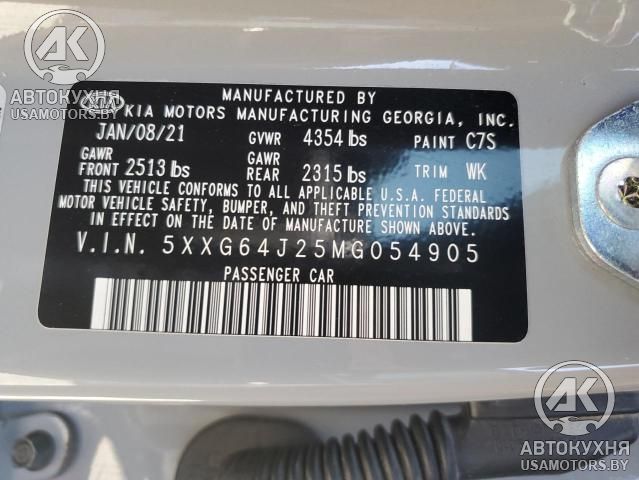 АВТОКУХНЯ
USAMOTORS.BY
MANUFACTURED BY
KIA KIA MOTORS MANUFACTURING GEORGIA, INC.
JAN/08/21 GVWR 4354 lbs PAINT C7S
GAWR FRONT 2513 lbs GAWR REAR 2315 lbs TRIM WK
THIS VEHICLE CONFORMS TO ALL APPLICABLE U.S.A. FEDERAL
MOTOR VEHICLE SAFETY, BUMPER, AND THEFT PREVENTION STANDARDS
IN EFFECT ON THE DATE OF MANUFACTURE SHOWN ABOVE.
V.I.N. 5XXG64J25MG054905
PASSENGER CAR
АВТОКУХНЯ
USAMOTORS.BY